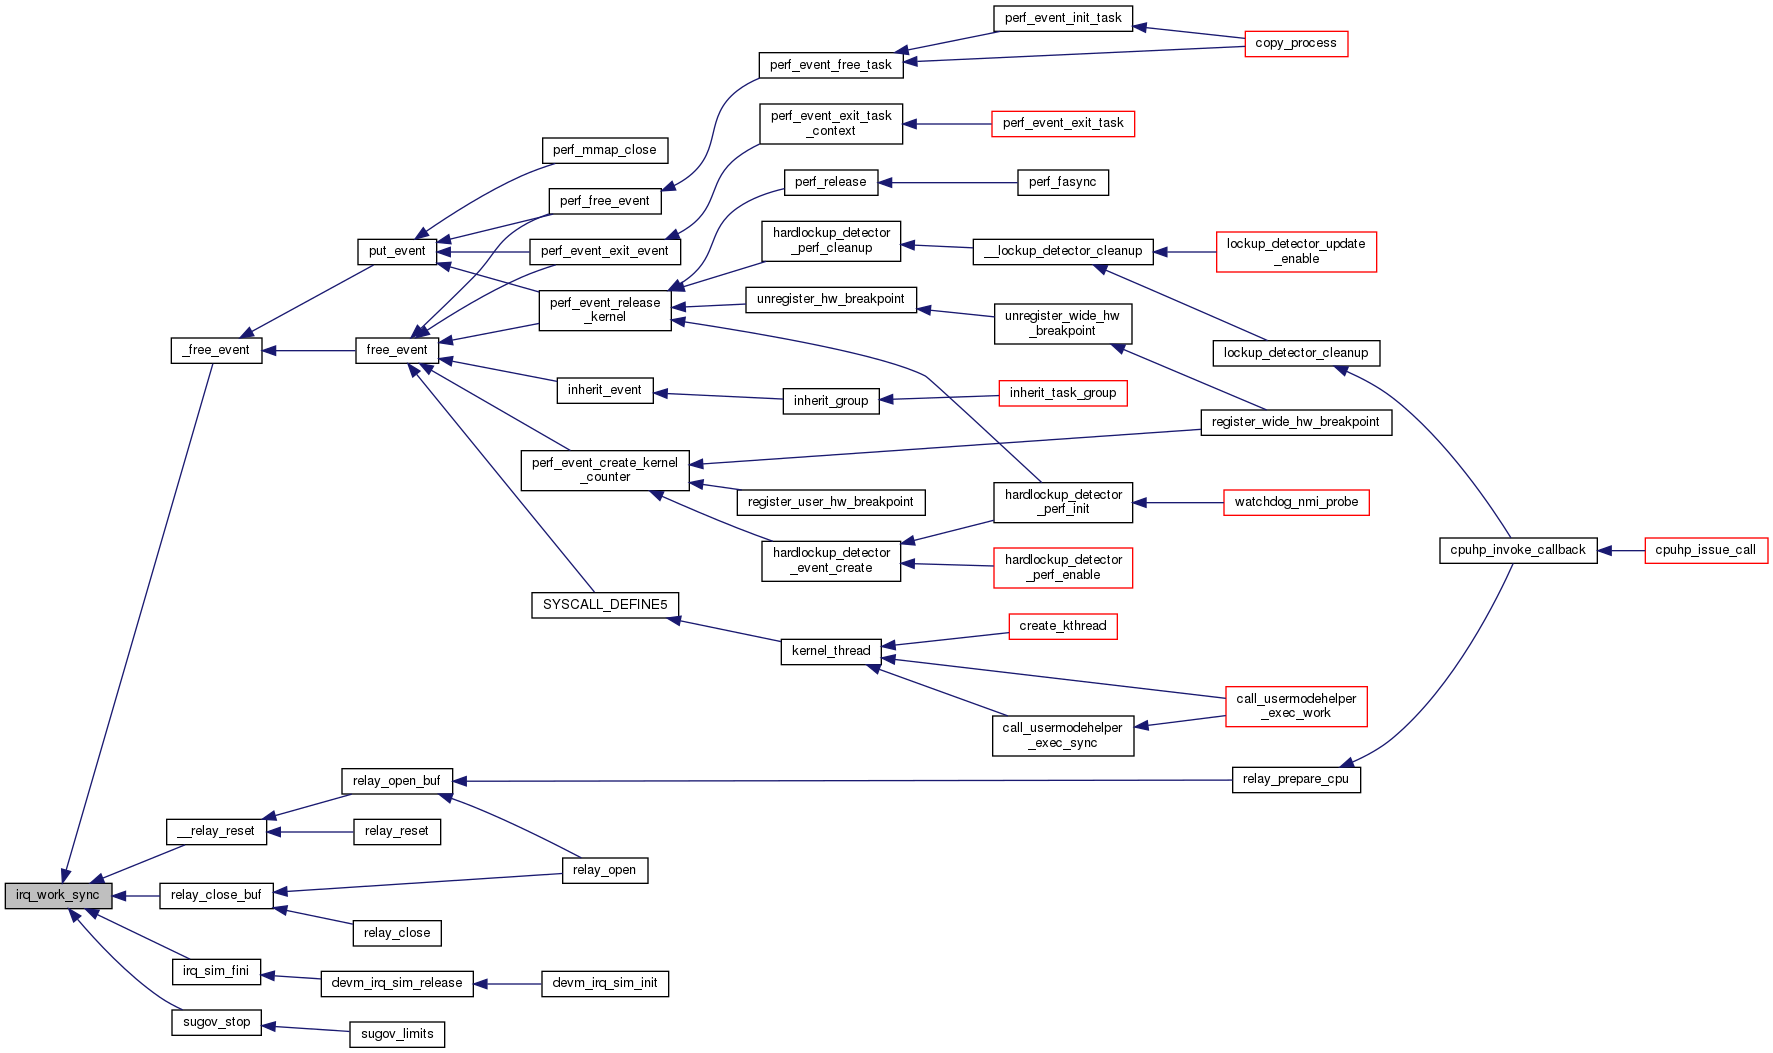 perf_event_init_task
copy_process
perf_event_free_task
perf_event_exit_task
_context
perf_event_exit_task
perf_mmap_close
perf_release
perf_fasync
perf_free_event
put_event
perf_event_exit_event
hardlockup_detector
_perf_cleanup
__lockup_detector_cleanup
lockup_detector_update
_enable
perf_event_release
_kernel
unregister_hw_breakpoint
unregister_wide_hw
_breakpoint
_free_event
free_event
lockup_detector_cleanup
inherit_event
inherit_group
inherit_task_group
register_wide_hw_breakpoint
perf_event_create_kernel
_counter
register_user_hw_breakpoint
hardlockup_detector
_perf_init
watchdog_nmi_probe
hardlockup_detector
_event_create
hardlockup_detector
_perf_enable
cpuhp_invoke_callback
cpuhp_issue_call
SYSCALL_DEFINE5
create_kthread
kernel_thread
call_usermodehelper
_exec_work
call_usermodehelper
_exec_sync
relay_open_buf
relay_prepare_cpu
__relay_reset
relay_reset
relay_open
irq_work_sync
relay_close_buf
relay_close
irq_sim_fini
devm_irq_sim_release
devm_irq_sim_init
sugov_stop
sugov_limits